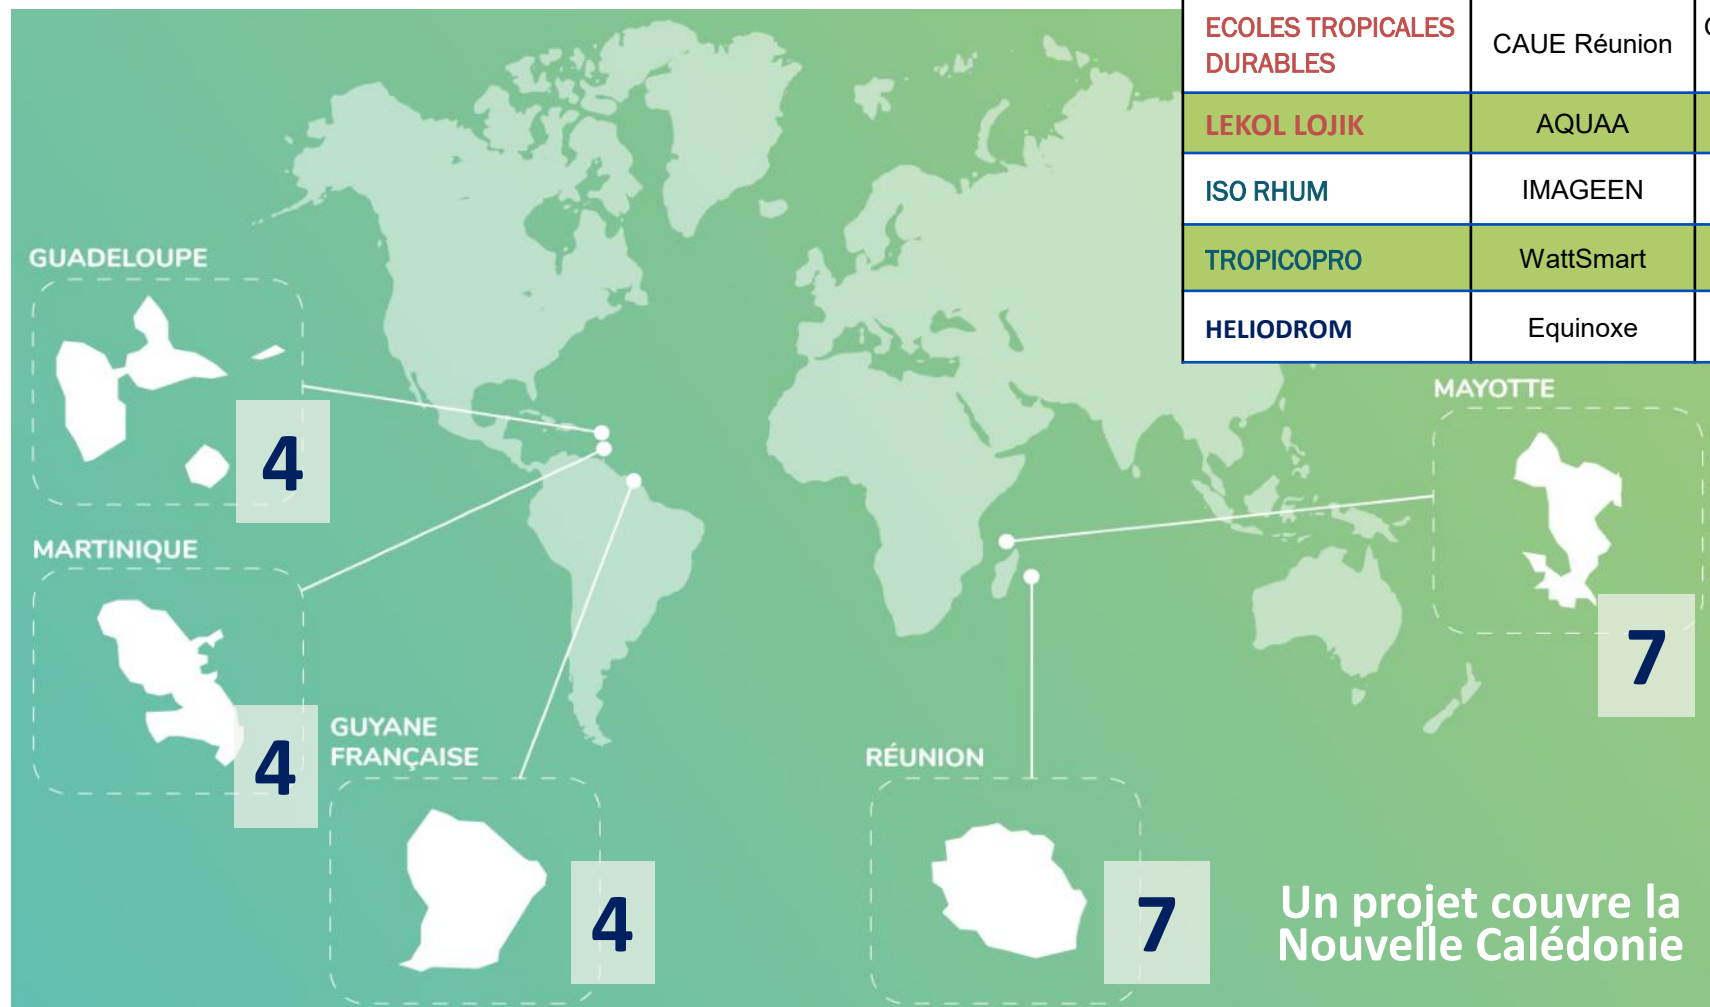 ECOLES TROPICALES
DURABLES
CAUE Réunion
LEKOL LOJIK
AQUAA
ISO RHUM
IMAGEEN
TROPICOPRO
WattSmart
HELIODROM
Equinoxe
GUADELOUPE
4
MAYOTTE
7
MARTINIQUE
4
GUYANE
FRANÇAISE
4
RÉUNION
7
Un projet couvre la
Nouvelle Calédonie